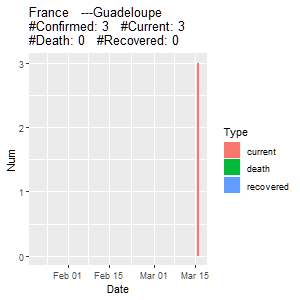 France   ---Guadeloupe
#Confirmed: 3   #Current: 3
#Death: 0   #Recovered: 0
3
2
1
0
Num
Feb 01
Feb 15
Mar 01
Mar 15
Date
Type
current
death
recovered